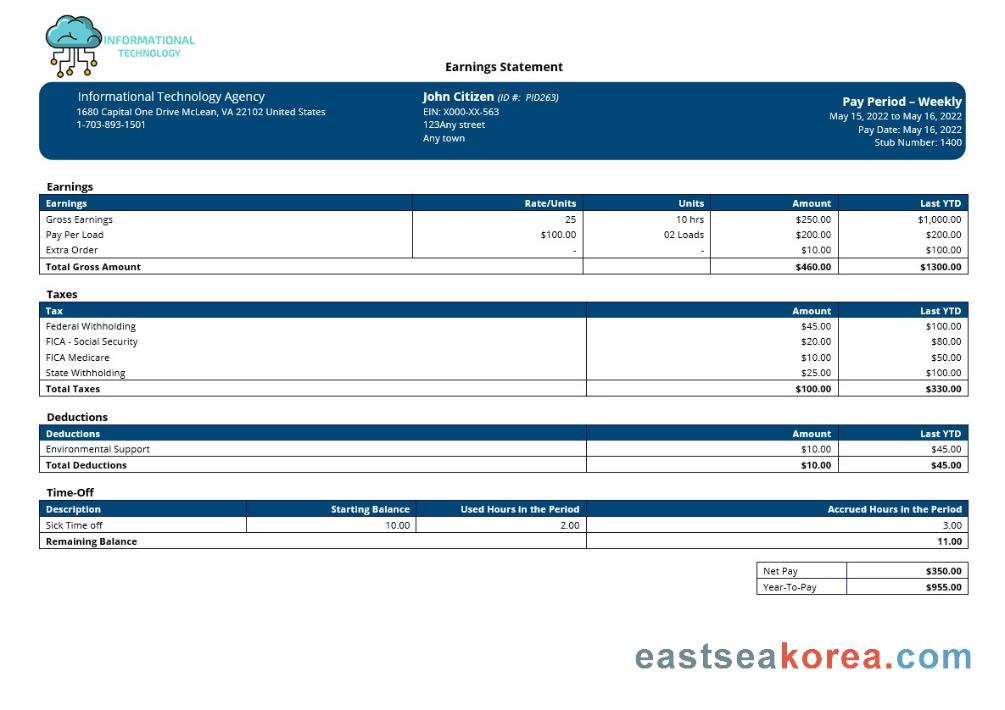 INFORMATIONAL
TECHNOLOGY
Earnings Statement
Informational Technology Agency
1680 Capital One Drive McLean, VA 22102 United States
1-703-893-1501
John Citizen (ID #: PID263)
EIN: X000-XX-563
123Any street
Any town
Pay Period – Weekly
May 15, 2022 to May 16, 2022
Pay Date: May 16, 2022
Stub Number: 1400
Earnings
Earnings Rate/Units Units Amount Last YTD
Gross Earnings 25 10 hrs $250.00 $1,000.00
Pay Per Load $100.00 02 Loads $200.00 $200.00
Extra Order - - $10.00 $100.00
Total Gross Amount $460.00 $1300.00
Taxes
Tax Amount Last YTD
Federal Withholding $45.00 $100.00
FICA - Social Security $20.00 $80.00
FICA Medicare $10.00 $50.00
State Withholding $25.00 $100.00
Total Taxes $100.00 $330.00
Deductions
Deductions Amount Last YTD
Environmental Support $10.00 $45.00
Total Deductions $10.00 $45.00
Time-Off
Description Starting Balance Used Hours in the Period Accrued Hours in the Period
Sick Time off 10.00 2.00 3.00
Remaining Balance 11.00
Net Pay $350.00
Year-To-Pay $955.00
eastseakorea.com